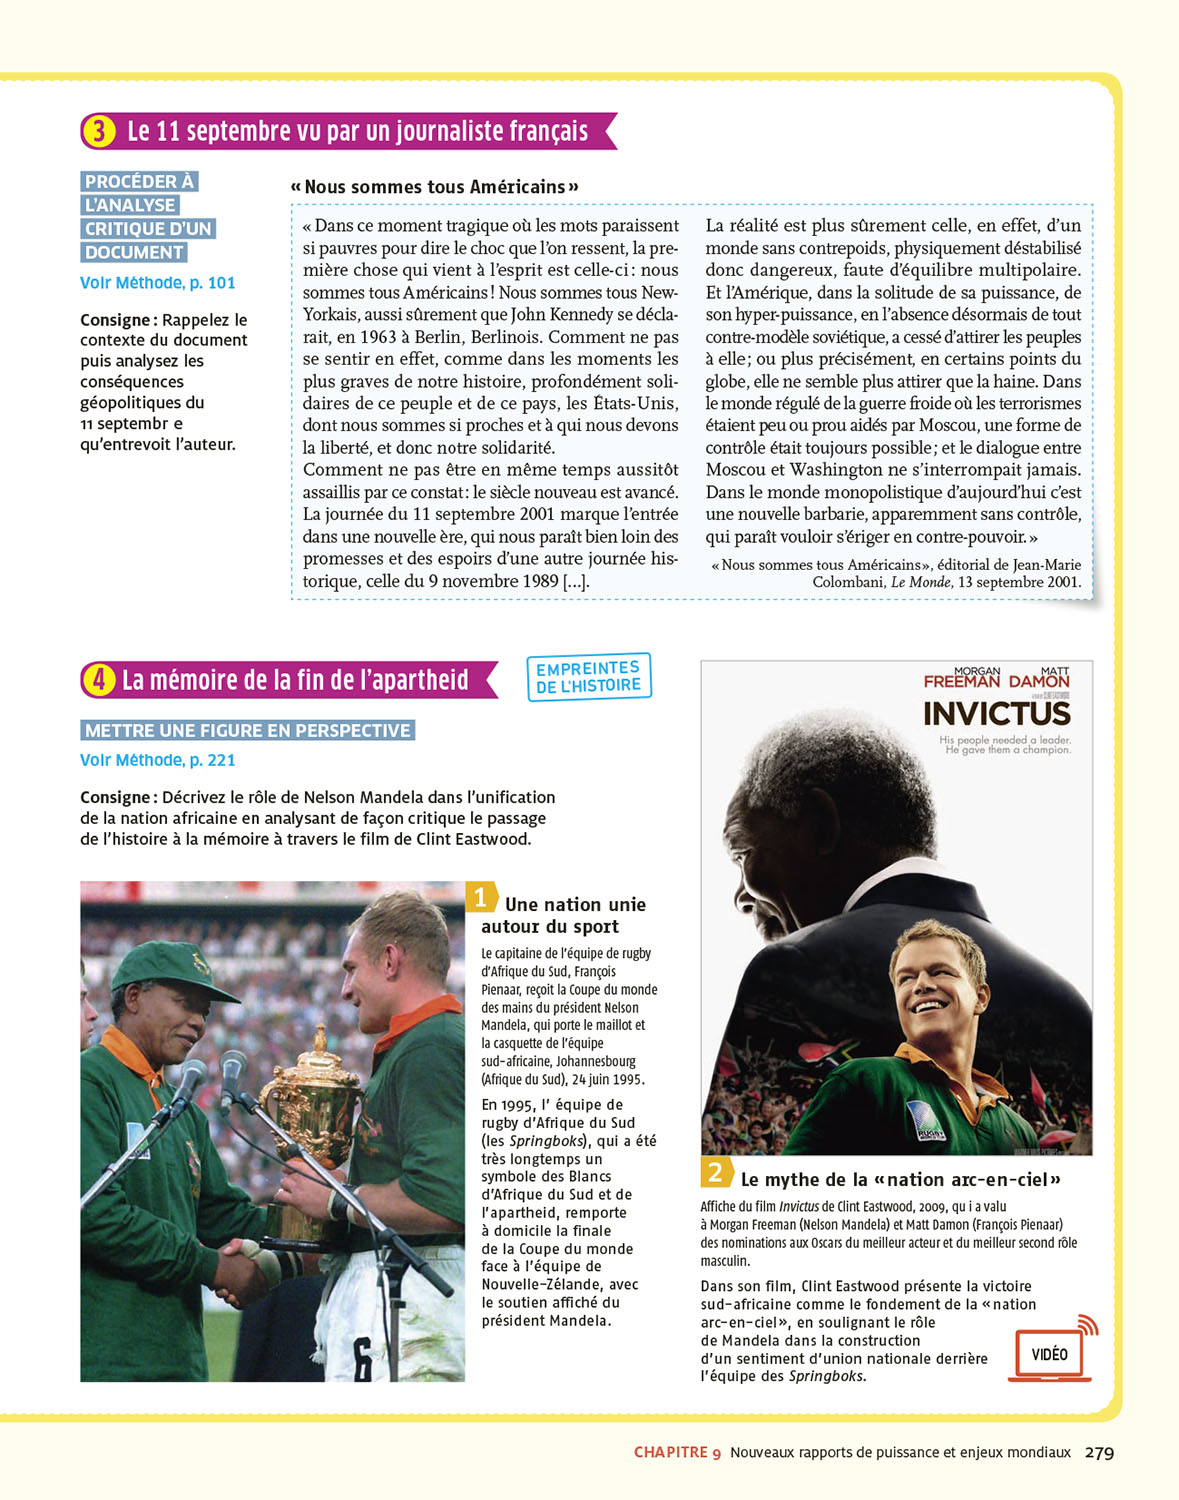 3 Le 11 septembre vu par un journaliste français
PROCÉDER À
L'ANALYSE
CRITIQUE D'UN
DOCUMENT
Voir Méthode, p. 101
Consigne : Rappelez le
contexte du document
puis analysez les
conséquences
géopolitiques du
11 septembr e
qu'entrevoit l'auteur.
« Nous sommes tous Américains »
« Dans ce moment tragique où les mots paraissent
si pauvres pour dire le choc que l'on ressent, la pre-
mière chose qui vient à l'esprit est celle-ci : nous
sommes tous Américains ! Nous sommes tous New-
Yorkais, aussi sûrement que John Kennedy se décla-
rait, en 1963 à Berlin, Berlinois. Comment ne pas
se sentir en effet, comme dans les moments les
plus graves de notre histoire, profondément soli-
daires de ce peuple et de ce pays, les États-Unis,
dont nous sommes si proches et à qui nous devons
la liberté, et donc notre solidarité.
Comment ne pas être en même temps aussitôt
assaillis par ce constat : le siècle nouveau est avancé.
La journée du 11 septembre 2001 marque l'entrée
dans une nouvelle ère, qui nous paraît bien loin des
promesses et des espoirs d'une autre journée his-
torique, celle du 9 novembre 1989 [...].
La réalité est plus sûrement celle, en effet, d'un
monde sans contrepoids, physiquement déstabilisé
donc dangereux, faute d'équilibre multipolaire.
Et l'Amérique, dans la solitude de sa puissance, de
son hyper-puissance, en l'absence désormais de tout
contre-modèle soviétique, a cessé d'attirer les peuples
à elle ; ou plus précisément, en certains points du
globe, elle ne semble plus attirer que la haine. Dans
le monde régulé de la guerre froide où les terrorismes
étaient peu ou prou aidés par Moscou, une forme de
contrôle était toujours possible ; et le dialogue entre
Moscou et Washington ne s'interrompait jamais.
Dans le monde monopolistique d'aujourd'hui c'est
une nouvelle barbarie, apparemment sans contrôle,
qui paraît vouloir s'ériger en contre-pouvoir. »
« Nous sommes tous Américains », éditorial de Jean-Marie
Colombani, Le Monde, 13 septembre 2001.
4 La mémoire de la fin de l'apartheid
EMPREINTES
DE L'HISTOIRE
METTRE UNE FIGURE EN PERSPECTIVE
Voir Méthode, p. 221
Consigne : Décrivez le rôle de Nelson Mandela dans l'unification
de la nation africaine en analysant de façon critique le passage
de l'histoire à la mémoire à travers le film de Clint Eastwood.
6
1 Une nation unie
autour du sport
Le capitaine de l'équipe de rugby
d'Afrique du Sud, François
Pienaar, reçoit la Coupe du monde
des mains du président Nelson
Mandela, qui porte le maillot et
la casquette de l'équipe
sud-africaine, Johannesbourg
(Afrique du Sud), 24 juin 1995.
En 1995, l' équipe de
rugby d'Afrique du Sud
(les Springboks), qui a été
très longtemps un
symbole des Blancs
d'Afrique du Sud et de
l'apartheid, remporte
à domicile la finale
de la Coupe du monde
face à l'équipe de
Nouvelle-Zélande, avec
le soutien affiché du
président Mandela.
MORGAN MATT
FREEMAN DAMON
INVICTUS
His people needed a leader.
He gave them a champion.
RUGBY
2 Le mythe de la « nation arc-en-ciel »
Affiche du film Invictus de Clint Eastwood, 2009, qu i a valu
à Morgan Freeman (Nelson Mandela) et Matt Damon (François Pienaar)
des nominations aux Oscars du meilleur acteur et du meilleur second rôle
masculin.
Dans son film, Clint Eastwood présente la victoire
sud-africaine comme le fondement de la « nation
arc-en-ciel », en soulignant le rôle
de Mandela dans la construction
d'un sentiment d'union nationale derrière
l'équipe des Springboks.
VIDÉO
CHAPITRE 9 Nouveaux rapports de puissance et enjeux mondiaux 279